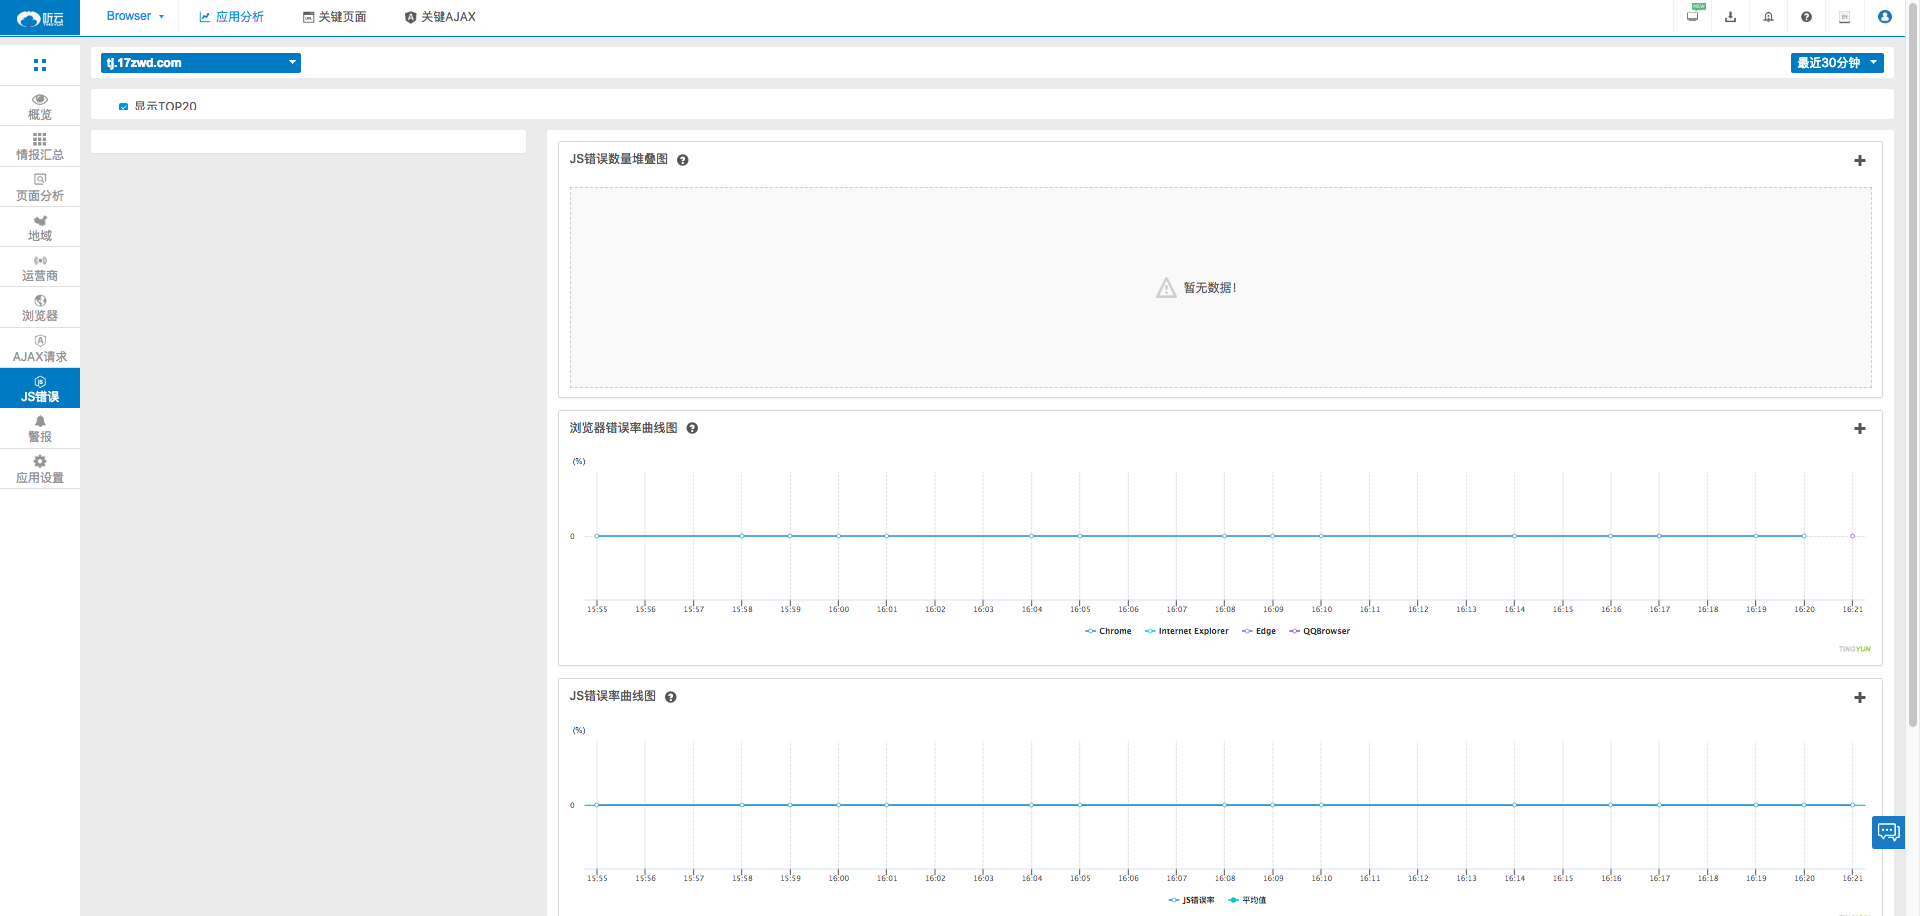 听云
Browser
应用分析
关键页面
关键AJAX
NEW
tj.17zwd.com
最近30分钟
显示TOP20
概览
情报汇总
页面分析
地域
运营商
浏览器
AJAX请求
JS错误
警报
应用设置
JS错误数量堆叠图
暂无数据!
浏览器错误率曲线图
(%)
0
15:55 15:56 15:57 15:58 15:59 16:00 16:01 16:02 16:03 16:04 16:05 16:06 16:07 16:08 16:09 16:10 16:11 16:12 16:13 16:14 16:15 16:16 16:17 16:18 16:19 16:20 16:21
Chrome Internet Explorer Edge QQBrowser
TINGYUN
JS错误率曲线图
(%)
0
15:55 15:56 15:57 15:58 15:59 16:00 16:01 16:02 16:03 16:04 16:05 16:06 16:07 16:08 16:09 16:10 16:11 16:12 16:13 16:14 16:15 16:16 16:17 16:18 16:19 16:20 16:21
JS错误率 平均值